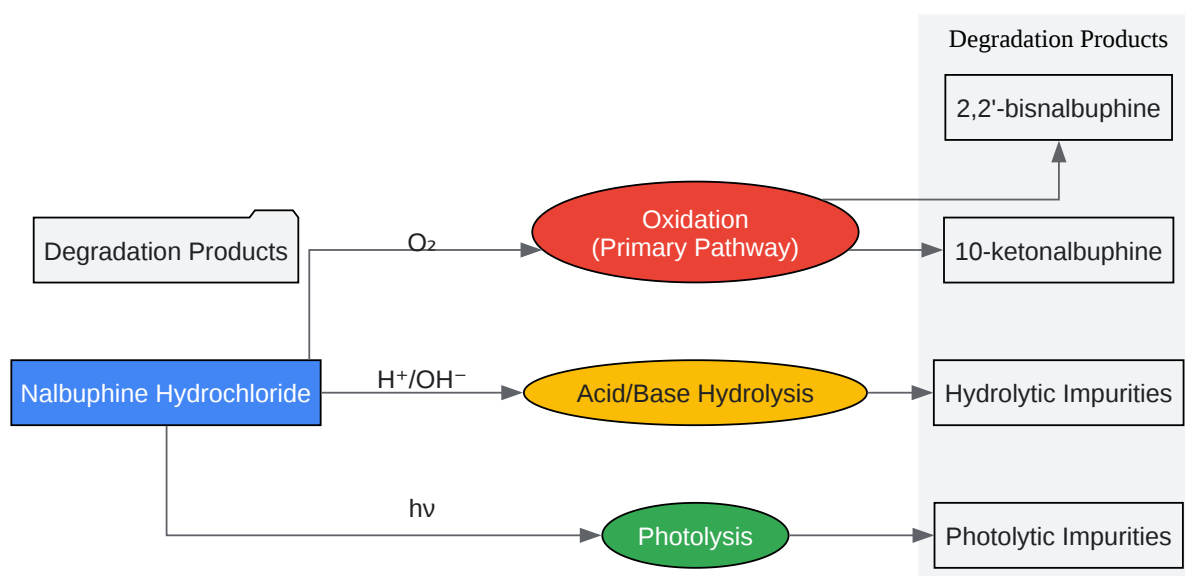 Degradation Products
2,2'-bisnalbuphine
Oxidation
(Primary Pathway)
Degradation Products
O₂
10-ketonalbuphine
Nalbuphine Hydrochloride
H⁺/OH⁻
Acid/Base Hydrolysis
Hydrolytic Impurities
hν
Photolysis
Photolytic Impurities